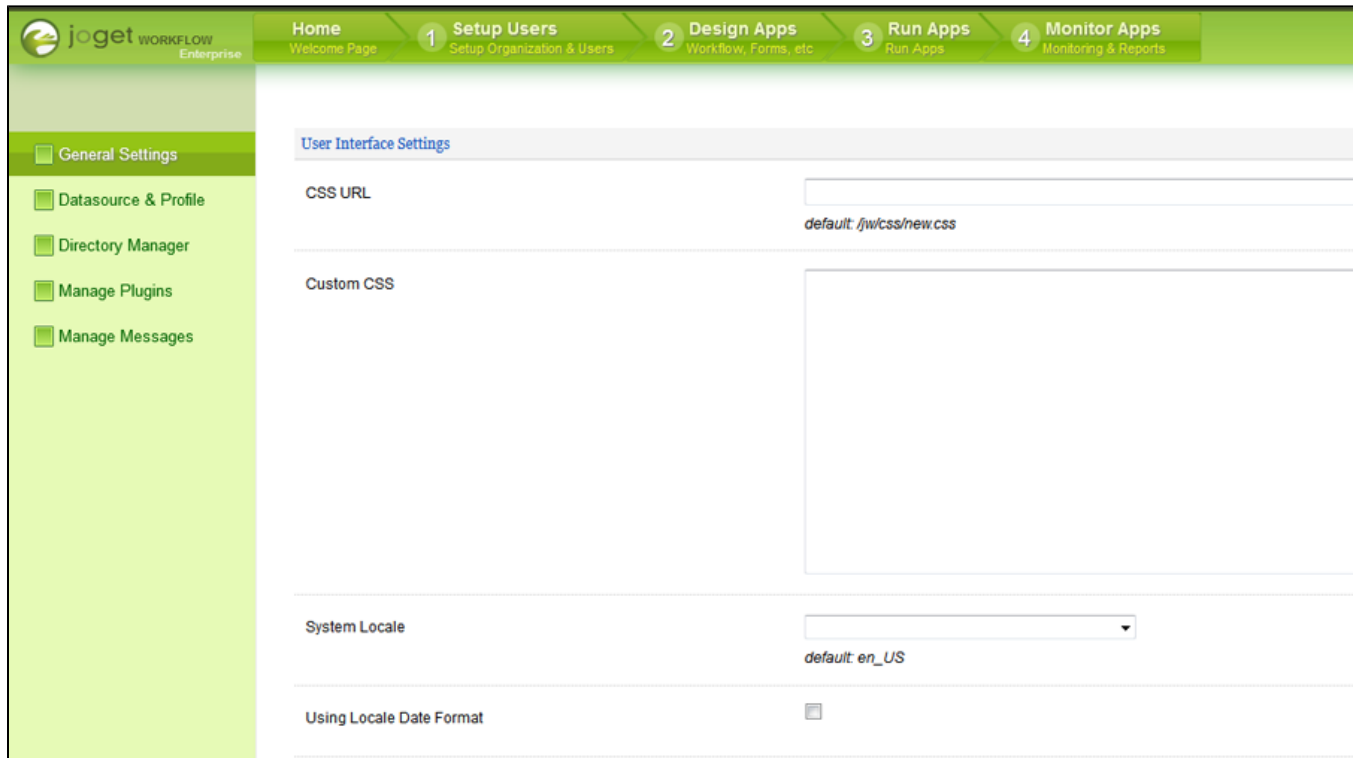 joget WORKFLOW
Enterprise
Home
Welcome Page
1 Setup Users
Setup Organization & Users
2 Design Apps
Workflow, Forms, etc
3 Run Apps
Run Apps
4 Monitor Apps
Monitoring & Reports
General Settings
Datasource & Profile
Directory Manager
Manage Plugins
Manage Messages
User Interface Settings
CSS URL
default: /jw/css/new.css
Custom CSS
System Locale
default: en_US
Using Locale Date Format